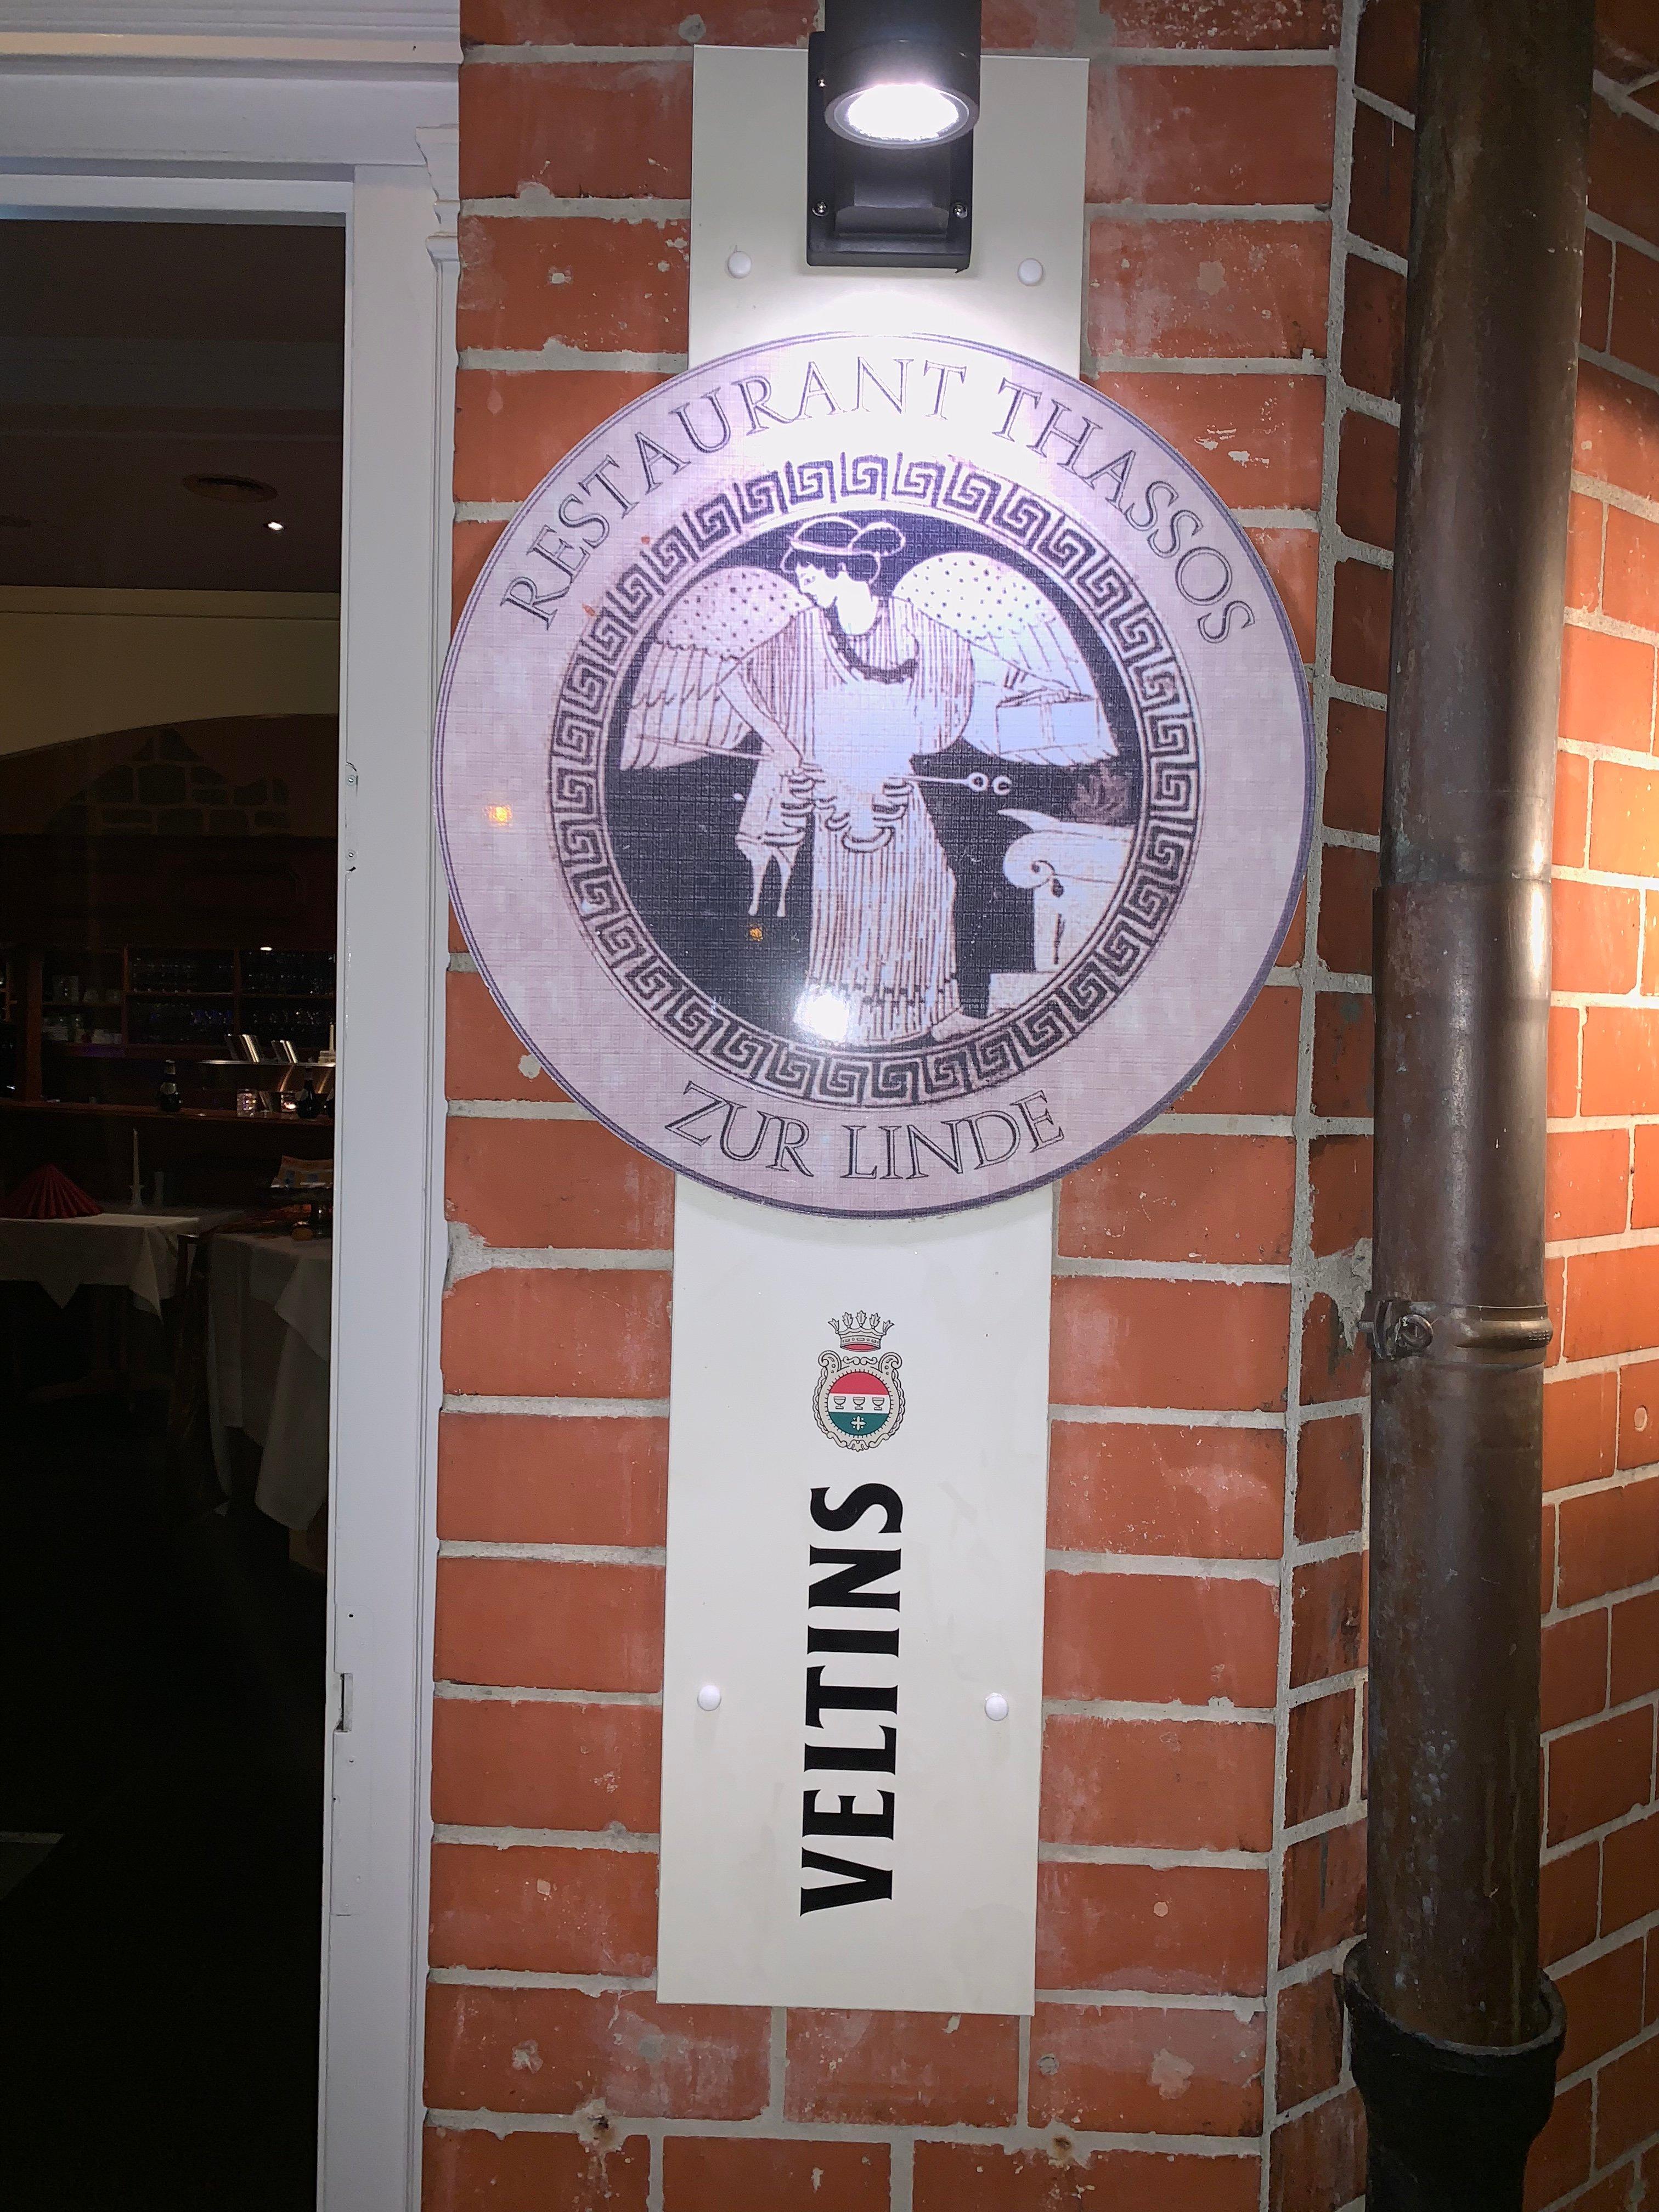 RESTAURANT THASSOS
ZUR LINDE
VELTINS